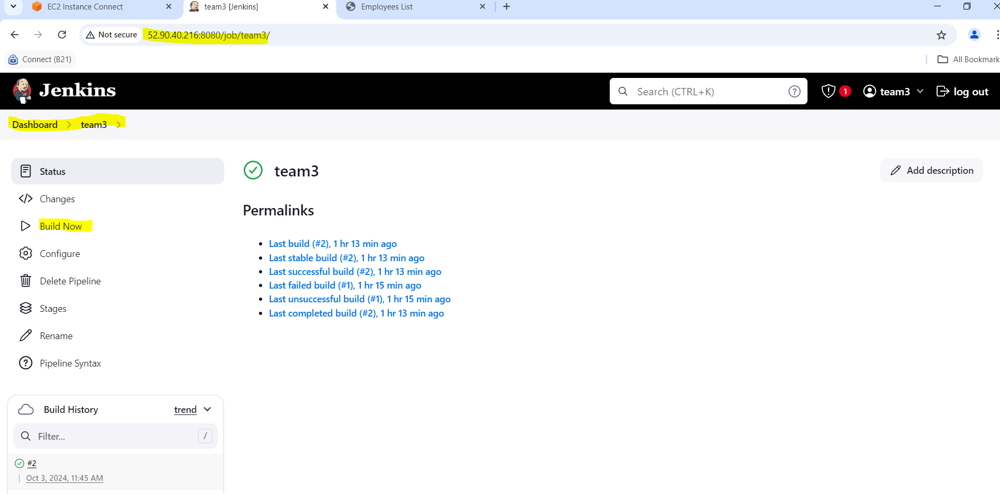 EC2 Instance Connect
team3 [Jenkins]
Employees List
Not secure
52.90.40.216:8080/job/team3/
Connect (B21)
All Bookmark
Jenkins
Search (CTRL+K)
?
1
team3
log out
Dashboard
team3
Status
Changes
Build Now
Configure
Delete Pipeline
Stages
Rename
Pipeline Syntax
team3
Add description
Permalinks
Last build (#2), 1 hr 13 min ago
Last stable build (#2), 1 hr 13 min ago
Last successful build (#2), 1 hr 13 min ago
Last failed build (#1), 1 hr 15 min ago
Last unsuccessful build (#1), 1 hr 15 min ago
Last completed build (#2), 1 hr 13 min ago
Build History
trend
Filter...
/
#2
Oct 3, 2024, 11:45 AM